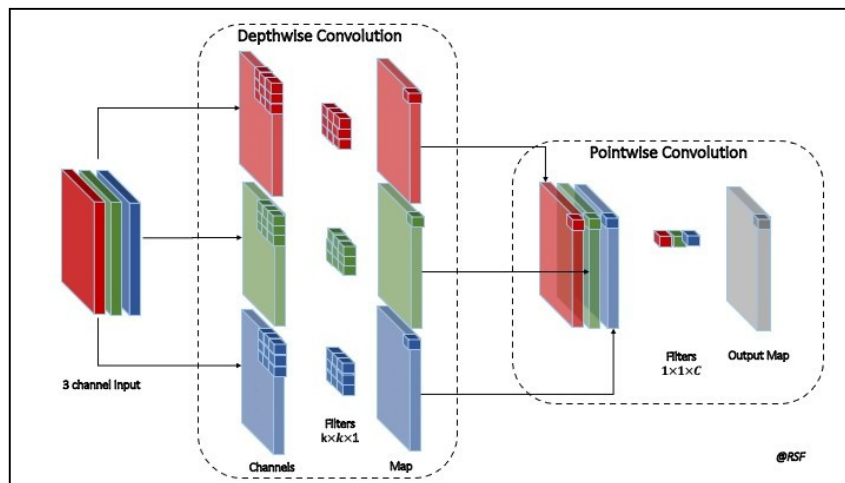 Depthwise Convolution
Pointwise Convolution
3 channel Input
Filters
k×k×1
Channels
Map
Filters
1×1×C
Output Map
@RSF